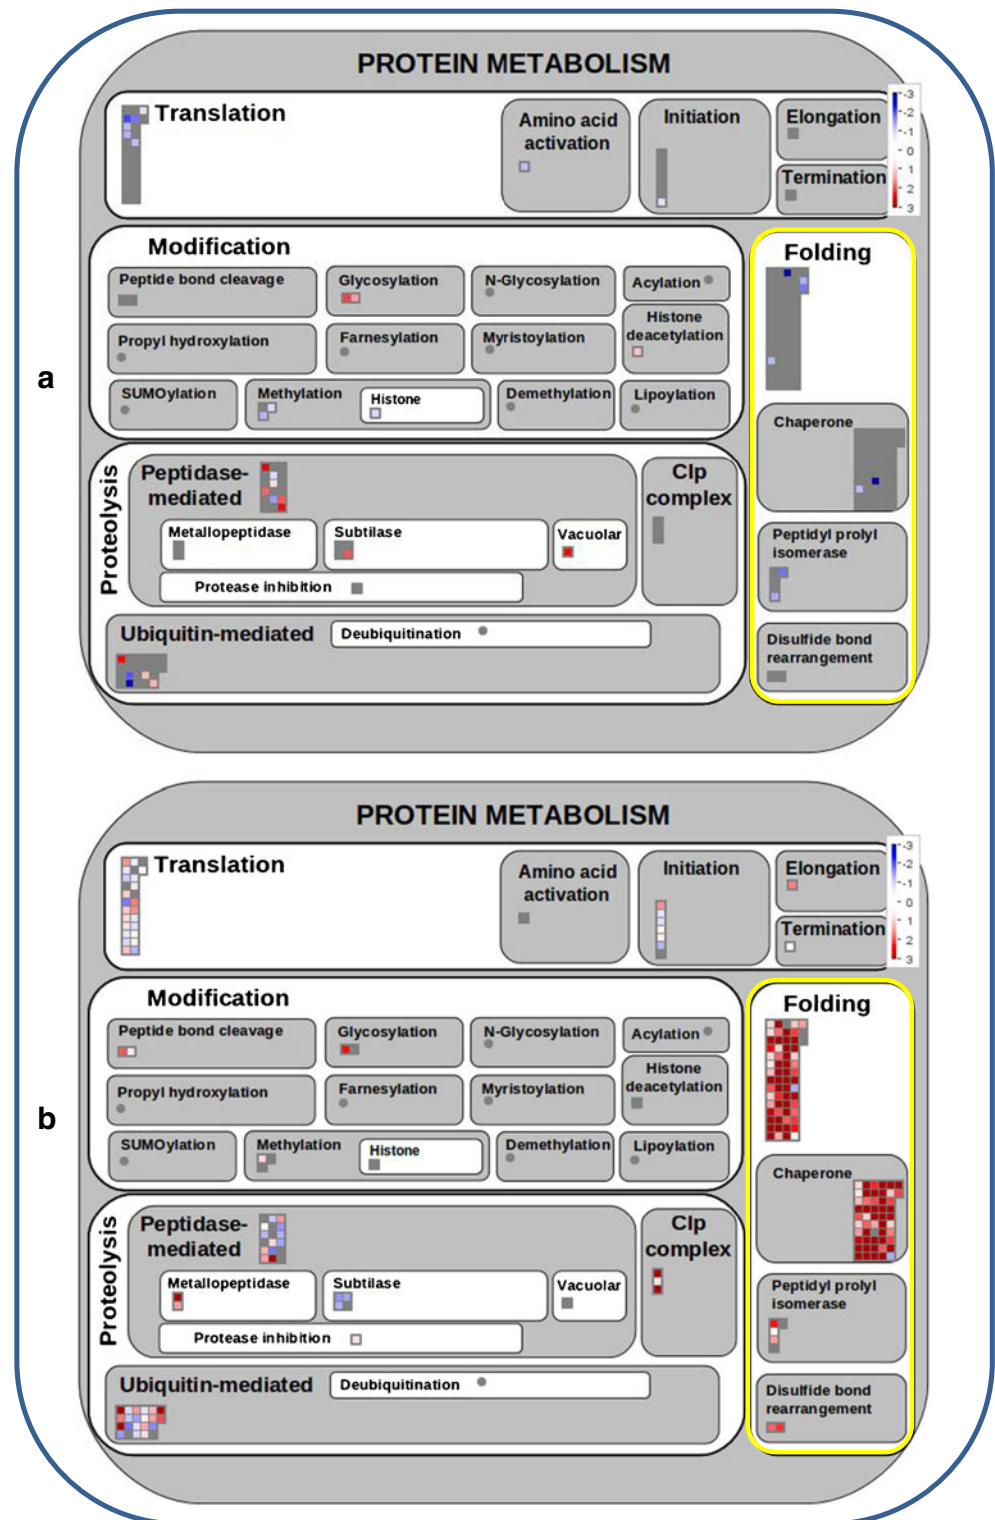 PROTEIN METABOLISM
Translation
Amino acid
activation
Initiation
Elongation
Termination
-3
-2
-1
0
1
2
3
Modification
Peptide bond cleavage
Glycosylation
N-Glycosylation
Acylation
Propyl hydroxylation
Farnesylation
Myristoylation
Histone
deacetylation
SUMOylation
Methylation
Histone
Demethylation
Lipoylation
a
Proteolysis
Peptidase-
mediated
Metallopeptidase
Subtilase
Vacuolar
Protease inhibition
Clp
complex
Ubiquitin-mediated
Deubiquitination
Folding
Chaperone
Peptidyl prolyl
isomerase
Disulfide bond
rearrangement
PROTEIN METABOLISM
Translation
Amino acid
activation
Initiation
Elongation
Termination
-3
-2
-1
0
1
2
3
Modification
Peptide bond cleavage
Glycosylation
N-Glycosylation
Acylation
Propyl hydroxylation
Farnesylation
Myristoylation
Histone
deacetylation
SUMOylation
Methylation
Histone
Demethylation
Lipoylation
b
Proteolysis
Peptidase-
mediated
Metallopeptidase
Subtilase
Vacuolar
Protease inhibition
Clp
complex
Ubiquitin-mediated
Deubiquitination
Folding
Chaperone
Peptidyl prolyl
isomerase
Disulfide bond
rearrangement